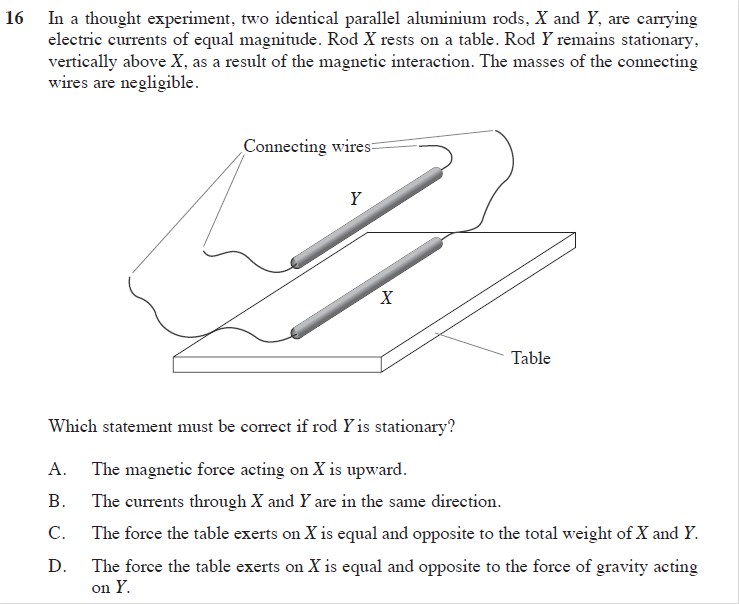 16 In a thought experiment, two identical parallel aluminium rods, X and Y, are carrying
electric currents of equal magnitude. Rod X rests on a table. Rod Y remains stationary,
vertically above X, as a result of the magnetic interaction. The masses of the connecting
wires are negligible.
Connecting wires
Y
X
Table
Which statement must be correct if rod Y is stationary?
A. The magnetic force acting on X is upward.
B. The currents through X and Y are in the same direction.
C. The force the table exerts on X is equal and opposite to the total weight of X and Y.
D. The force the table exerts on X is equal and opposite to the force of gravity acting
on Y.